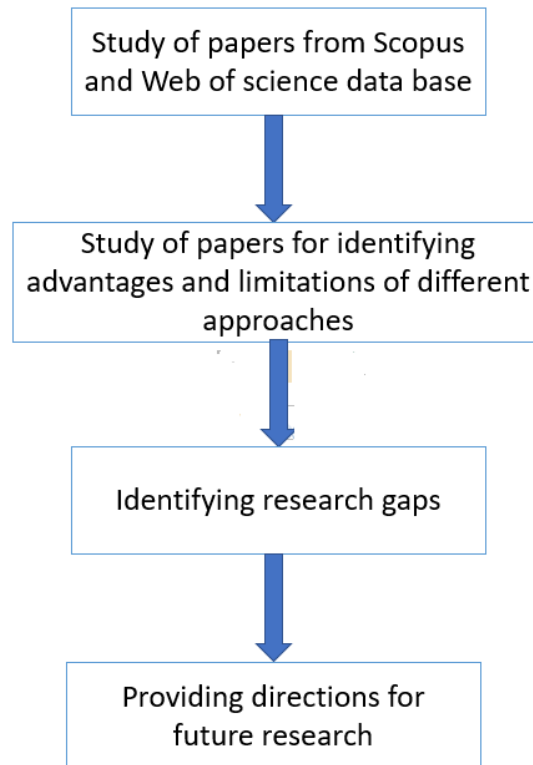 Study of papers from Scopus
and Web of science data base
Study of papers for identifying
advantages and limitations of different
approaches
Identifying research gaps
Providing directions for
future research